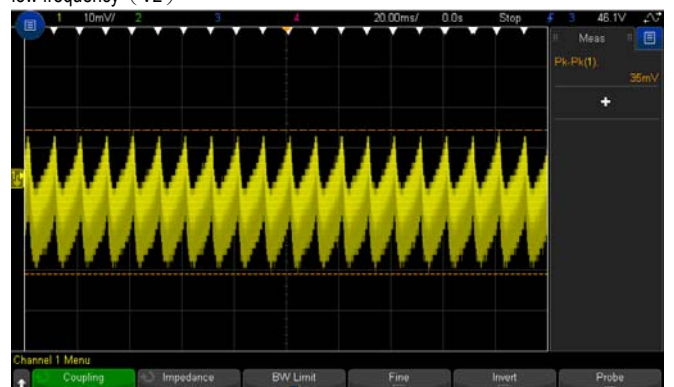 low frequency (V2)
1 10mV/ 2 3 4 20.00ms/ 0.0s Stop 3 46.1V
Meas
Pk-Pk(1):
35mV
+
Channel 1 Menu
Coupling Impedance BW Limit Fine Invert Probe